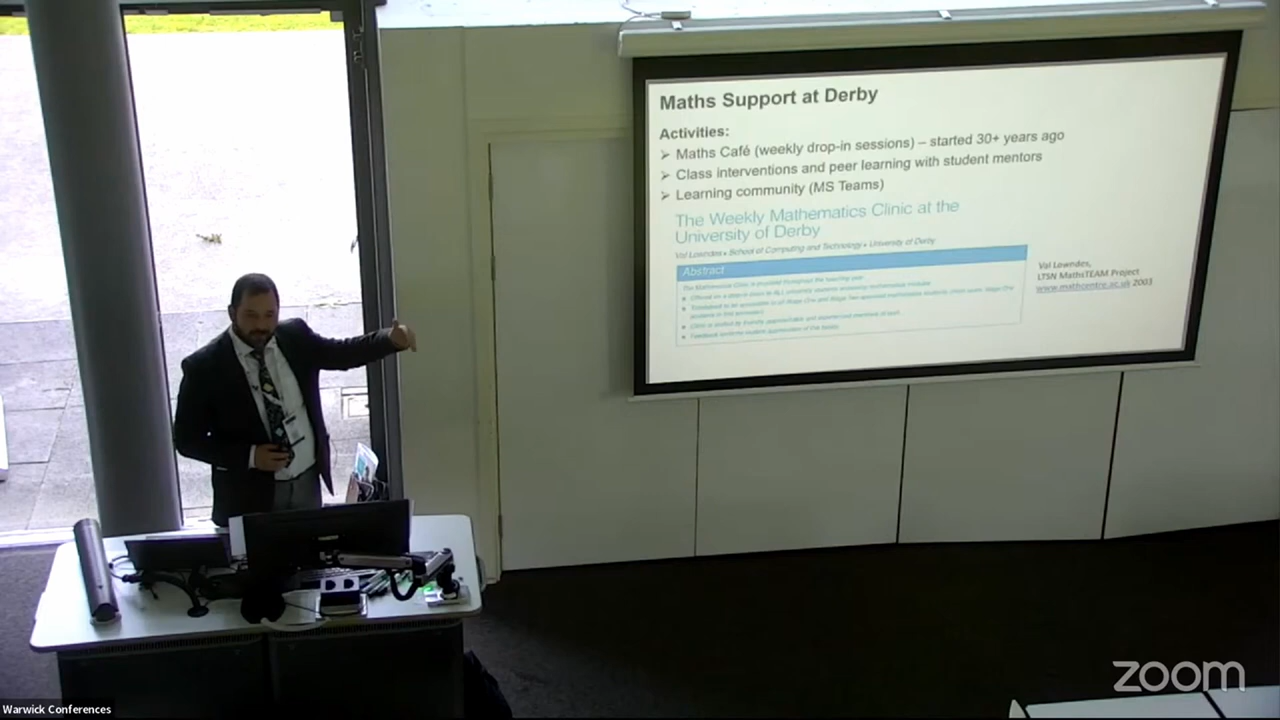 Maths Support at Derby
Activities:
➢ Maths Café (weekly drop-in sessions) – started 30+ years ago
➢ Class interventions and peer learning with student mentors
➢ Learning community (MS Teams)
The Weekly Mathematics Clinic at the
University of Derby
Val Lowndes • School of Computing and Technology • University of Derby
Abstract
Val Lowndes,
LTSN MathsTEAM Project
www.mathcentre.ac.uk 2003
zoom
Warwick Conferences